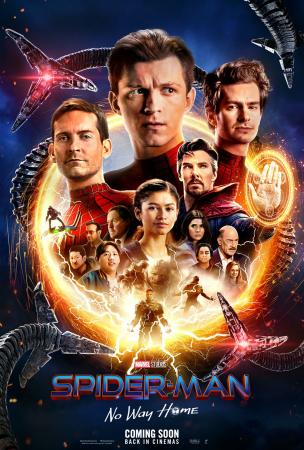 MARVEL STUDIOS
SPIDER-MAN
No Way Home
COMING SOON
BACK IN CINEMAS